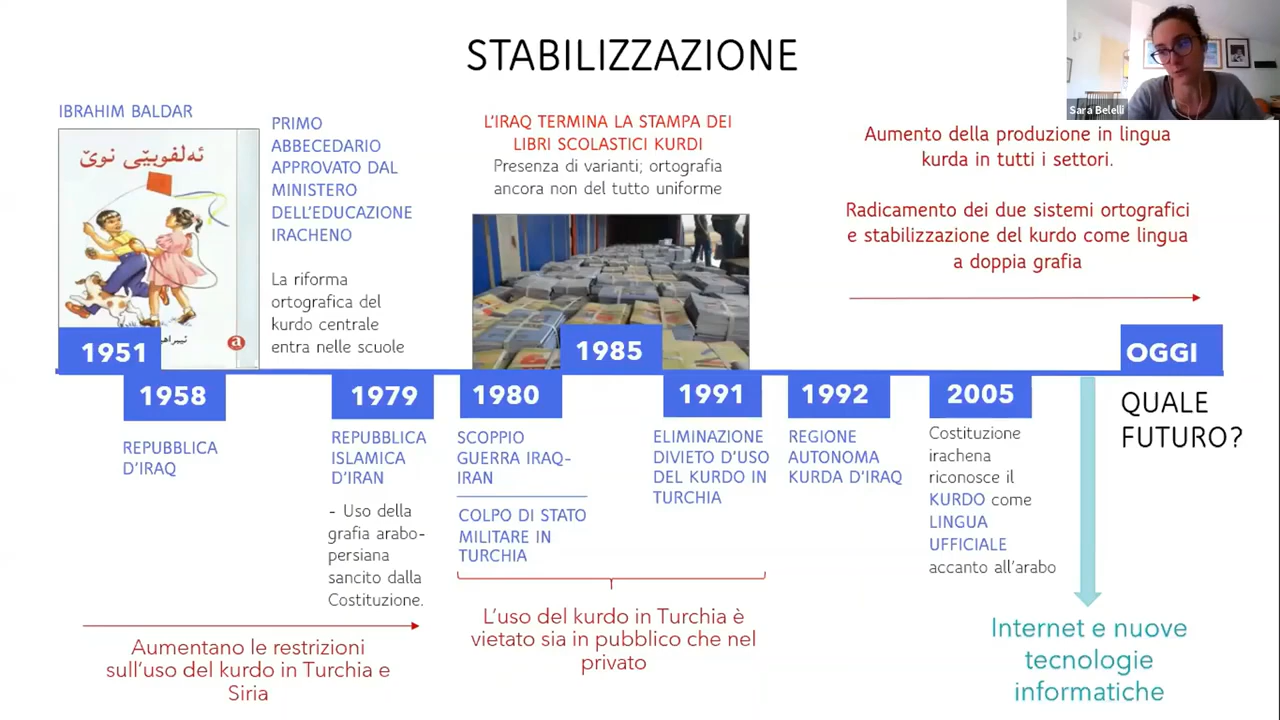 STABILIZZAZIONE
Sara Belelli
IBRAHIM BALDAR
ئەلفوبێی نوێ
PRIMO
ABBECEDARIO
APPROVATO DAL
MINISTERO
DELL'EDUCAZIONE
IRACHENO
La riforma
ortografica del
kurdo centrale
entra nelle scuole
L'IRAQ TERMINA LA STAMPA DEI
LIBRI SCOLASTICI KURDI
Presenza di varianti; ortografia
ancora non del tutto uniforme
Aumento della produzione in lingua
kurda in tutti i settori.
Radicamento dei due sistemi ortografici
e stabilizzazione del kurdo come lingua
a doppia grafia
1951
1985
OGGI
1958
REPUBBLICA
D'IRAQ
1979
REPUBBLICA
ISLAMICA
D'IRAN
- Uso della
grafia arabo-
persiana
sancito dalla
Costituzione.
1980
SCOPPIO
GUERRA IRAQ-
IRAN
COLPO DI STATO
MILITARE IN
TURCHIA
1991
ELIMINAZIONE
DIVIETO D'USO
DEL KURDO IN
TURCHIA
1992
REGIONE
AUTONOMA
KURDA D'IRAQ
2005
Costituzione
irachena
riconosce il
KURDO come
LINGUA
UFFICIALE
accanto all'arabo
QUALE
FUTURO?
Aumentano le restrizioni
sull'uso del kurdo in Turchia e
Siria
L'uso del kurdo in Turchia è
vietato sia in pubblico che nel
privato
Internet e nuove
tecnologie
informatiche